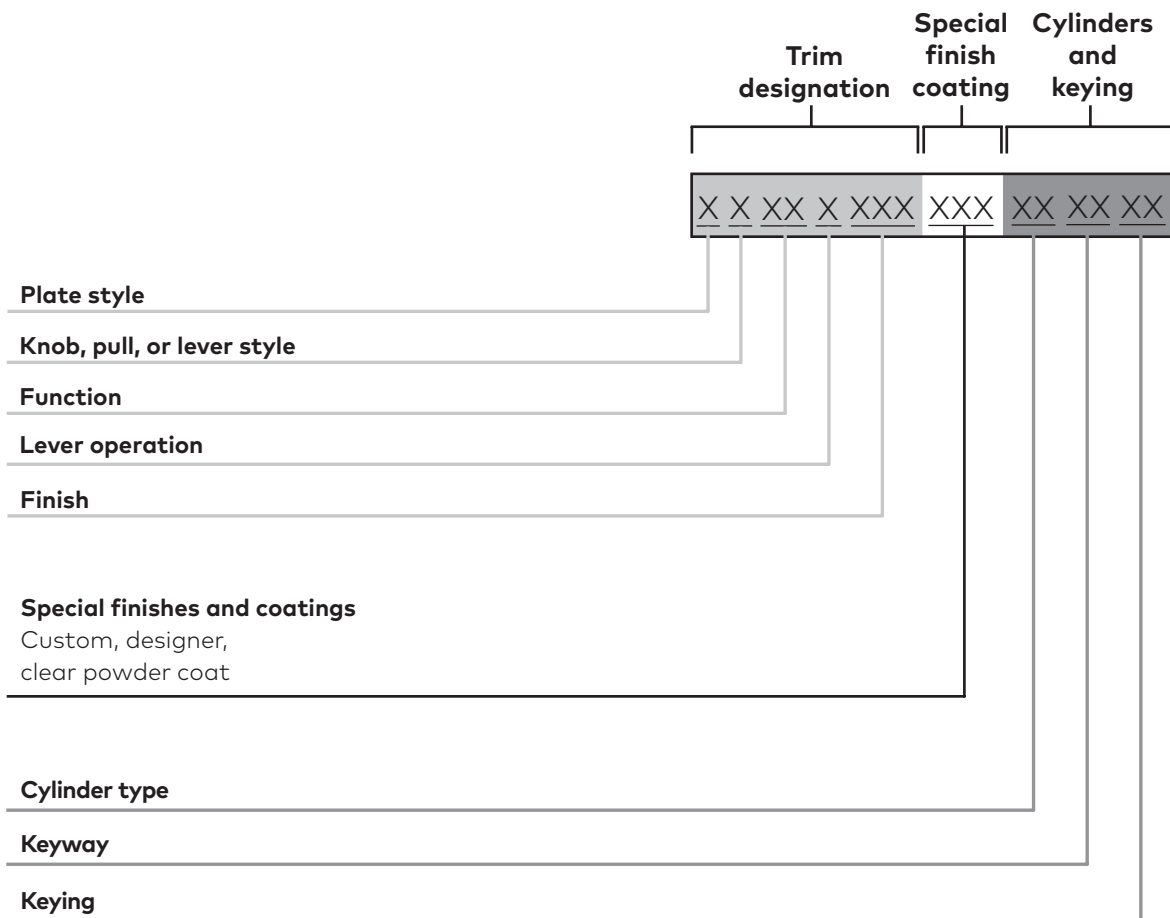 Trim
designation
Special
finish
coating
Cylinders
and
keying
X X XX X XXX XXX XX XX XX
Plate style
Knob, pull, or lever style
Function
Lever operation
Finish
Special finishes and coatings
Custom, designer,
clear powder coat
Cylinder type
Keyway
Keying